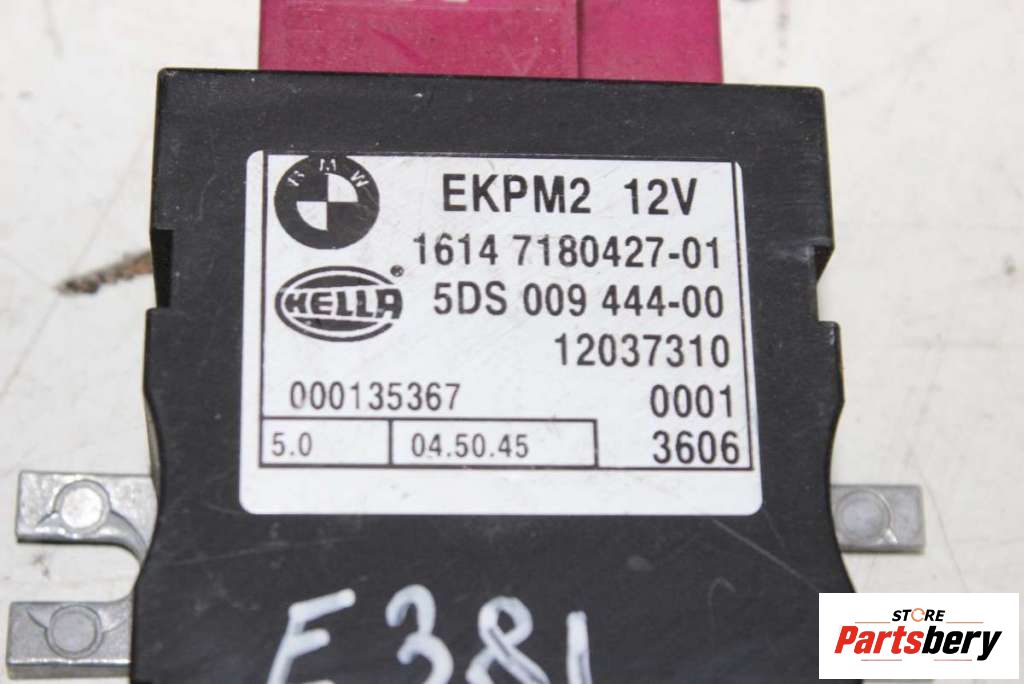 BMW
EKPM2 12V
1614 7180427-01
HELLA ®
5DS 009 444-00
12037310
000135367 0001
5.0 04.50.45 3606
E381
STORE
Partsbery